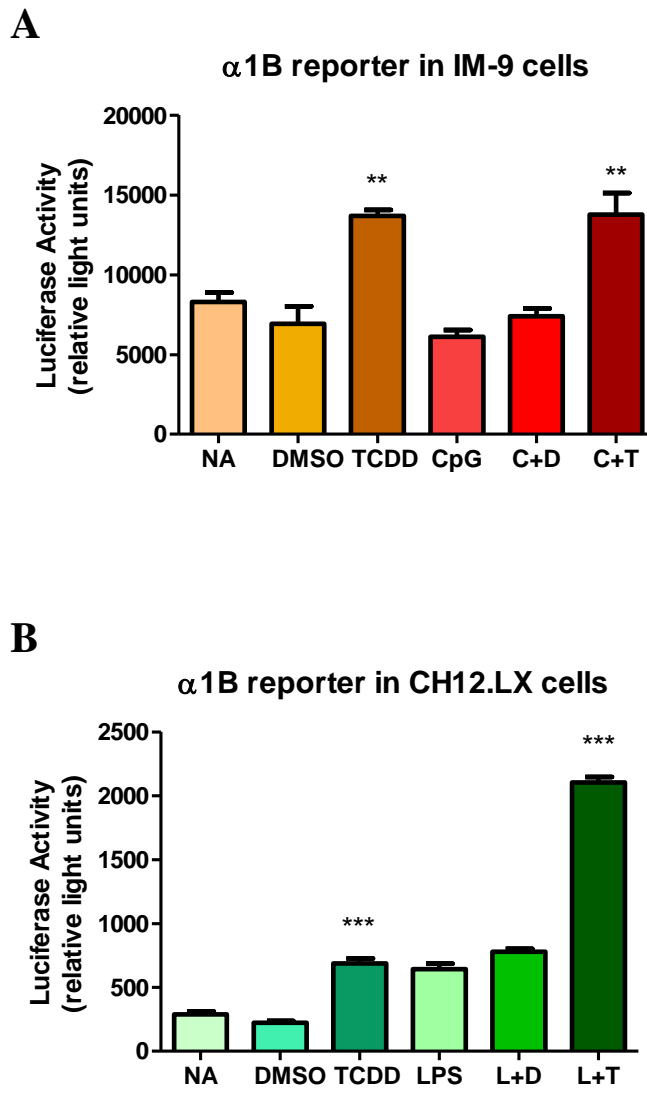 A
α1B reporter in IM-9 cells
Luciferase Activity
(relative light units)
20000
15000
10000
5000
0
**
**
NA DMSO TCDD CpG C+D C+T
B
α1B reporter in CH12.LX cells
Luciferase Activity
(relative light units)
2500
2000
1500
1000
500
0
***
***
NA DMSO TCDD LPS L+D L+T